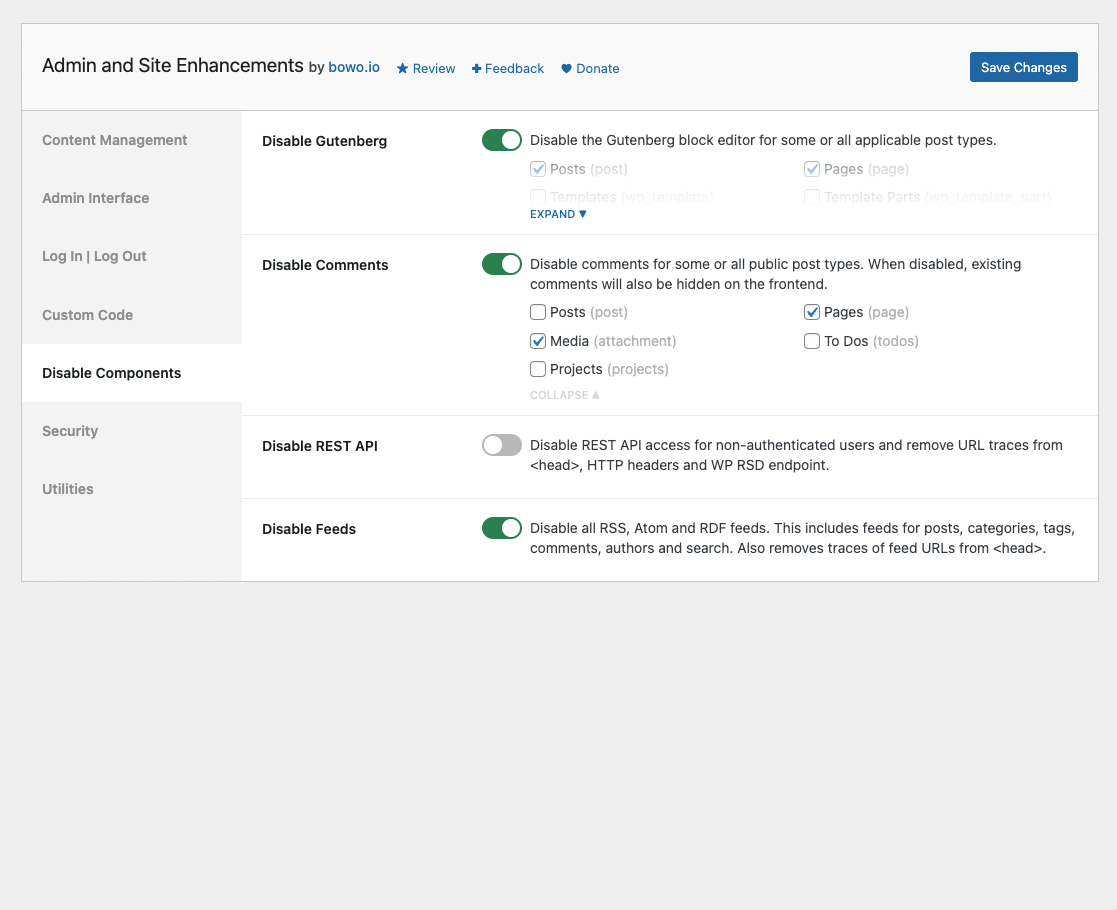 Admin and Site Enhancements by bowo.io Review Feedback Donate
Save Changes
Content Management
Admin Interface
Log In | Log Out
Custom Code
Disable Components
Security
Utilities
Disable Gutenberg
Disable the Gutenberg block editor for some or all applicable post types.
Posts (post) Pages (page)
Templates (wp_template) Template Parts (wp_template_part)
EXPAND ▼
Disable Comments
Disable comments for some or all public post types. When disabled, existing
comments will also be hidden on the frontend.
Posts (post) Pages (page)
Media (attachment) To Dos (todos)
Projects (projects)
COLLAPSE ▲
Disable REST API
Disable REST API access for non-authenticated users and remove URL traces from
<head>, HTTP headers and WP RSD endpoint.
Disable Feeds
Disable all RSS, Atom and RDF feeds. This includes feeds for posts, categories, tags,
comments, authors and search. Also removes traces of feed URLs from <head>.